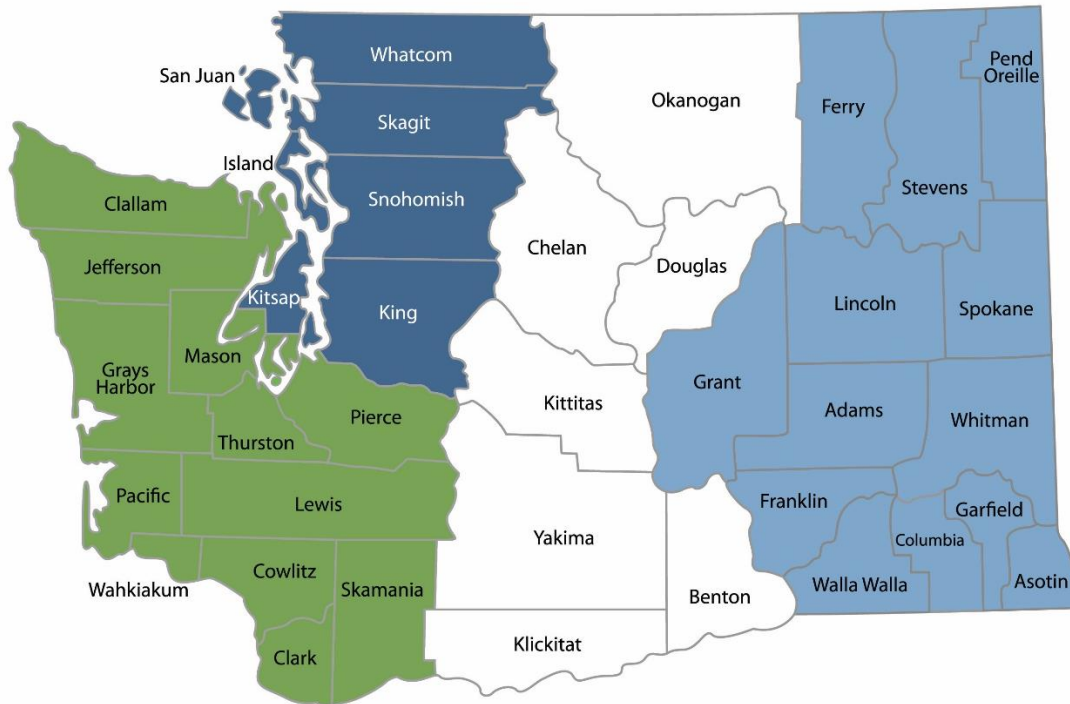 Whatcom
San Juan
Pend
Oreille
Okanogan
Ferry
Skagit
Island
Stevens
Clallam
Snohomish
Chelan
Jefferson
Douglas
Kitsap
Lincoln
King
Spokane
Mason
Grays
Harbor
Grant
Kittitas
Adams
Pierce
Whitman
Thurston
Pacific
Lewis
Franklin
Garfield
Yakima
Columbia
Cowlitz
Wahkiakum
Skamania
Walla Walla
Asotin
Benton
Klickitat
Clark